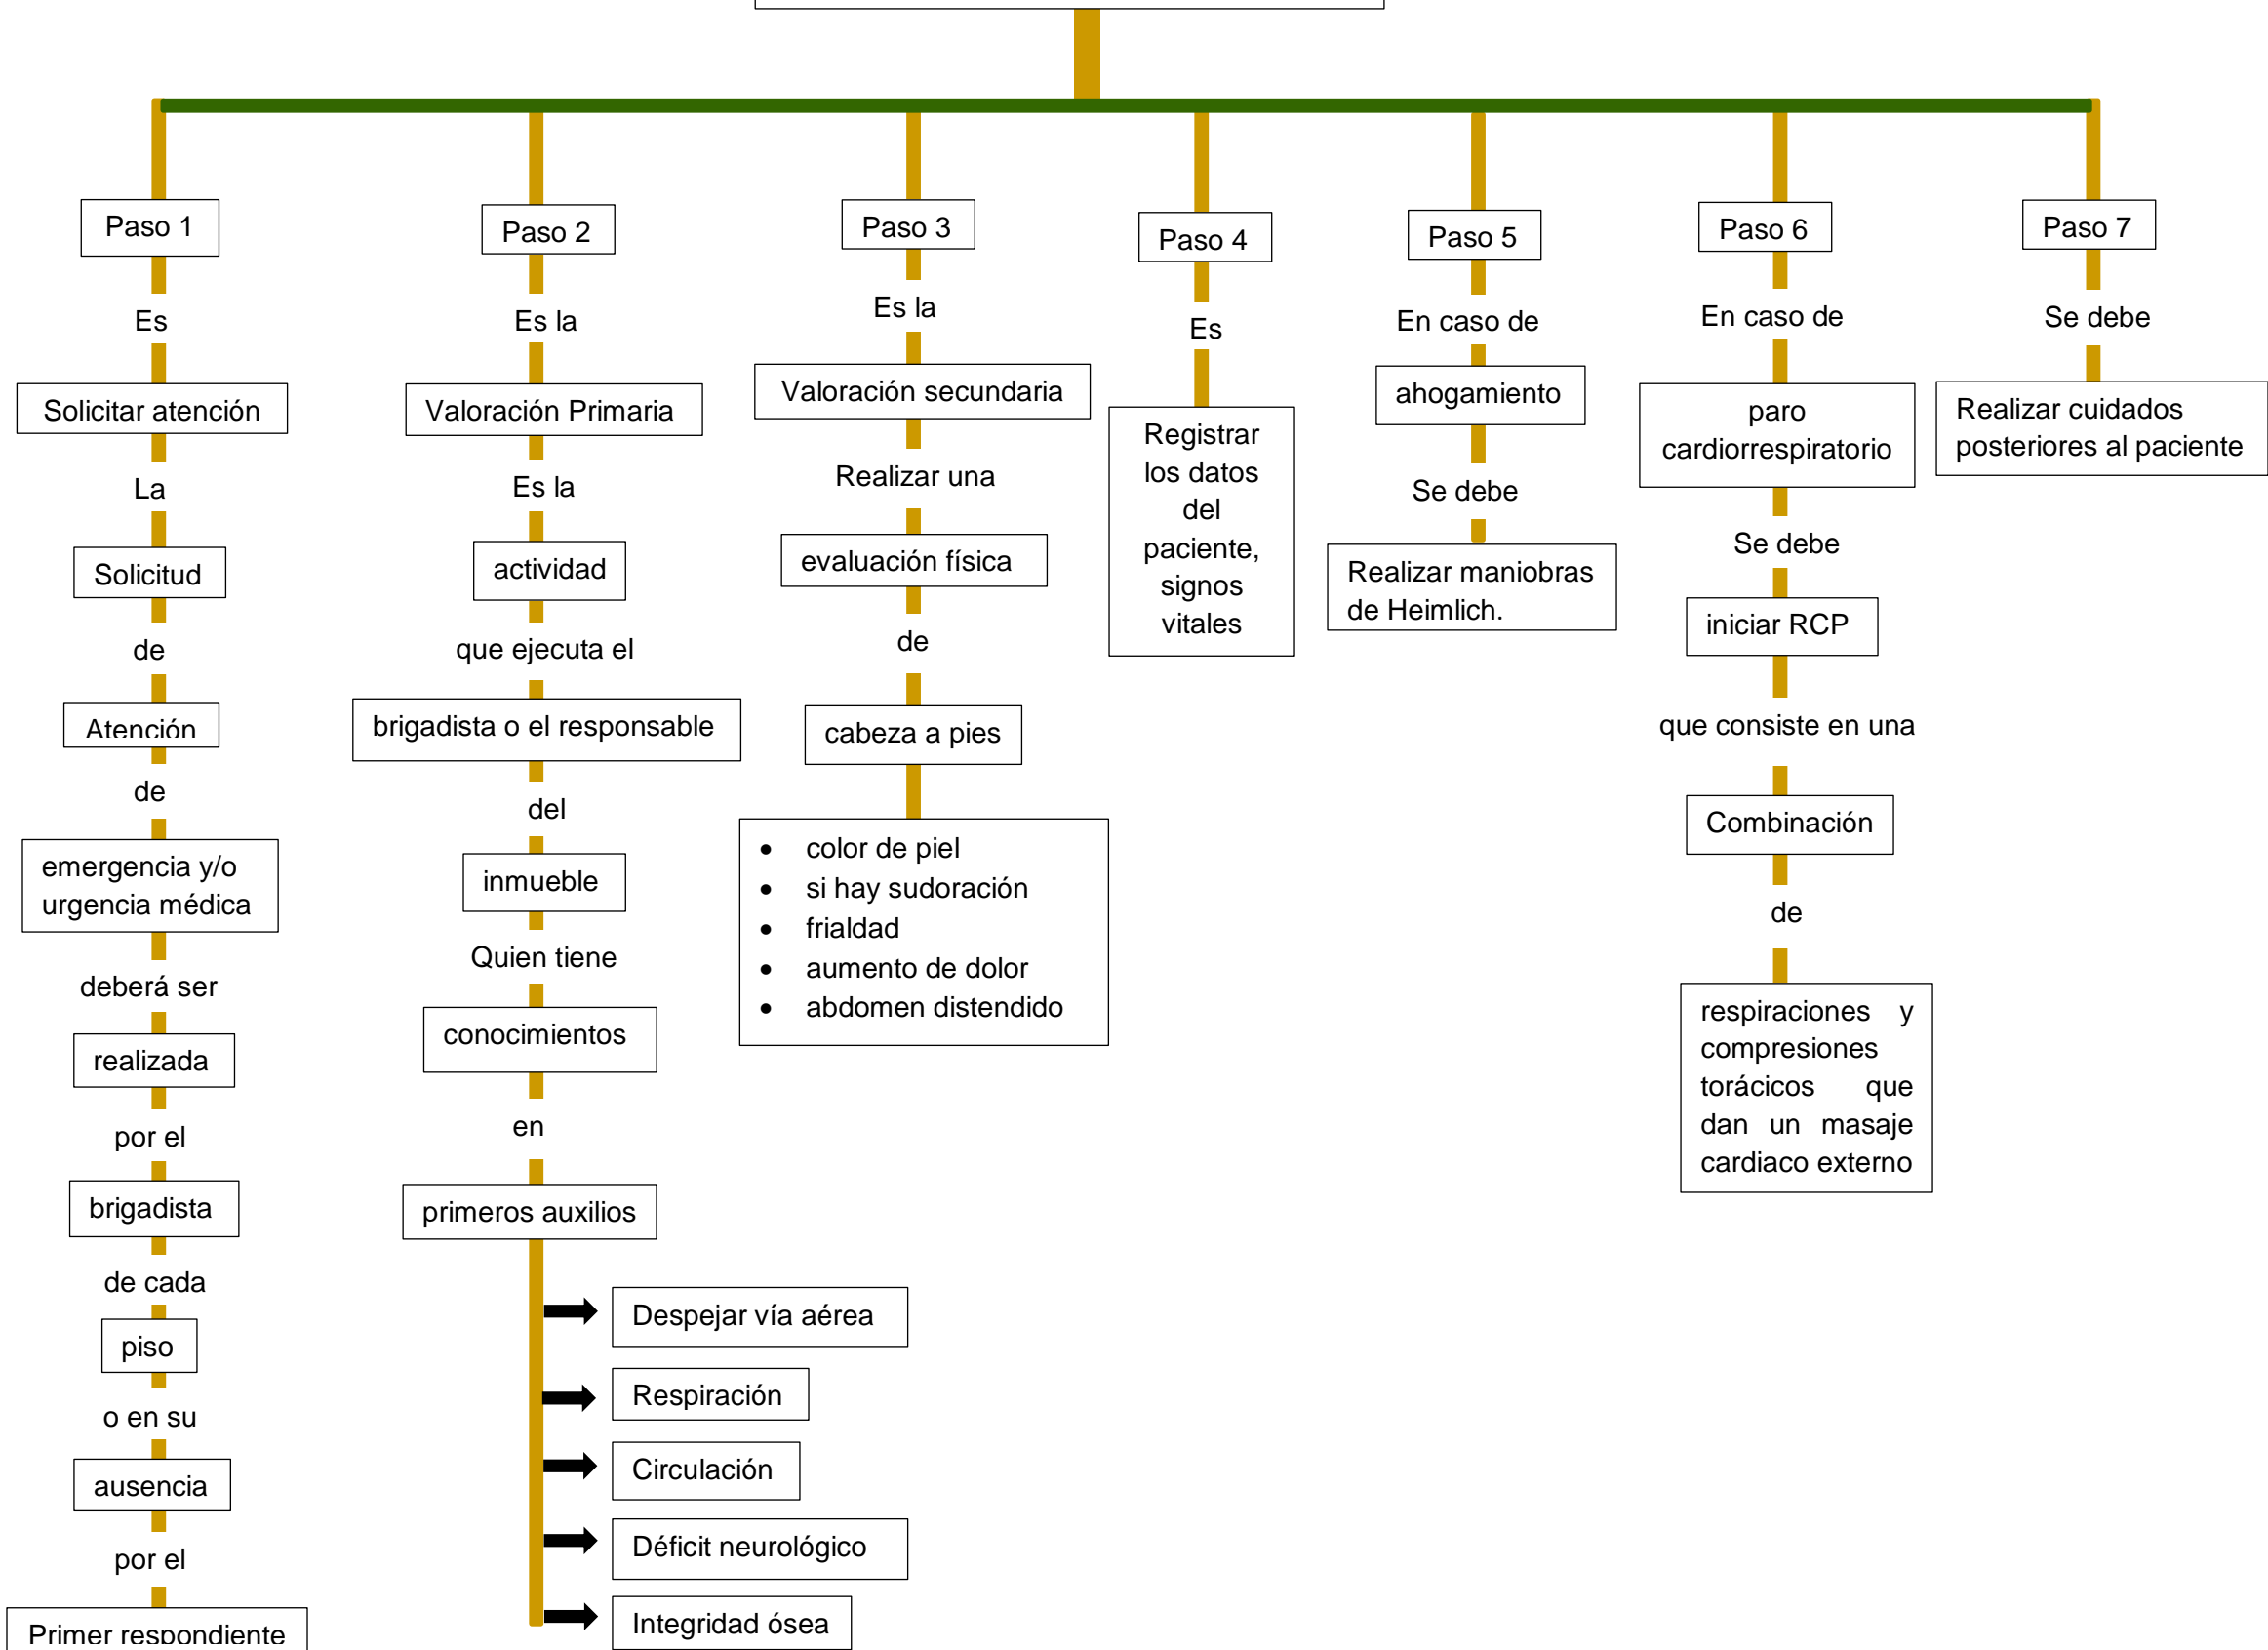 Paso 1
Es
Solicitar atención
La
Solicitud
de
Atención
de
emergencia y/o
urgencia médica
deberá ser
realizada
por el
brigadista
de cada
piso
o en su
ausencia
por el
Primer respondiente
Paso 2
Es la
Valoración Primaria
Es la
actividad
que ejecuta el
brigadista o el responsable
del
inmueble
Quien tiene
conocimientos
en
primeros auxilios
Despejar vía aérea
Respiración
Circulación
Déficit neurológico
Integridad ósea
Paso 3
Es la
Valoración secundaria
Realizar una
evaluación física
de
cabeza a pies
• color de piel
• si hay sudoración
• frialdad
• aumento de dolor
• abdomen distendido
Paso 4
Es
Registrar
los datos
del
paciente,
signos
vitales
Paso 5
En caso de
ahogamiento
Se debe
Realizar maniobras
de Heimlich.
Paso 6
En caso de
paro
cardiorrespiratorio
Se debe
iniciar RCP
que consiste en una
Combinación
de
respiraciones y
compresiones
torácicos que
dan un masaje
cardiaco externo
Paso 7
Se debe
Realizar cuidados
posteriores al paciente